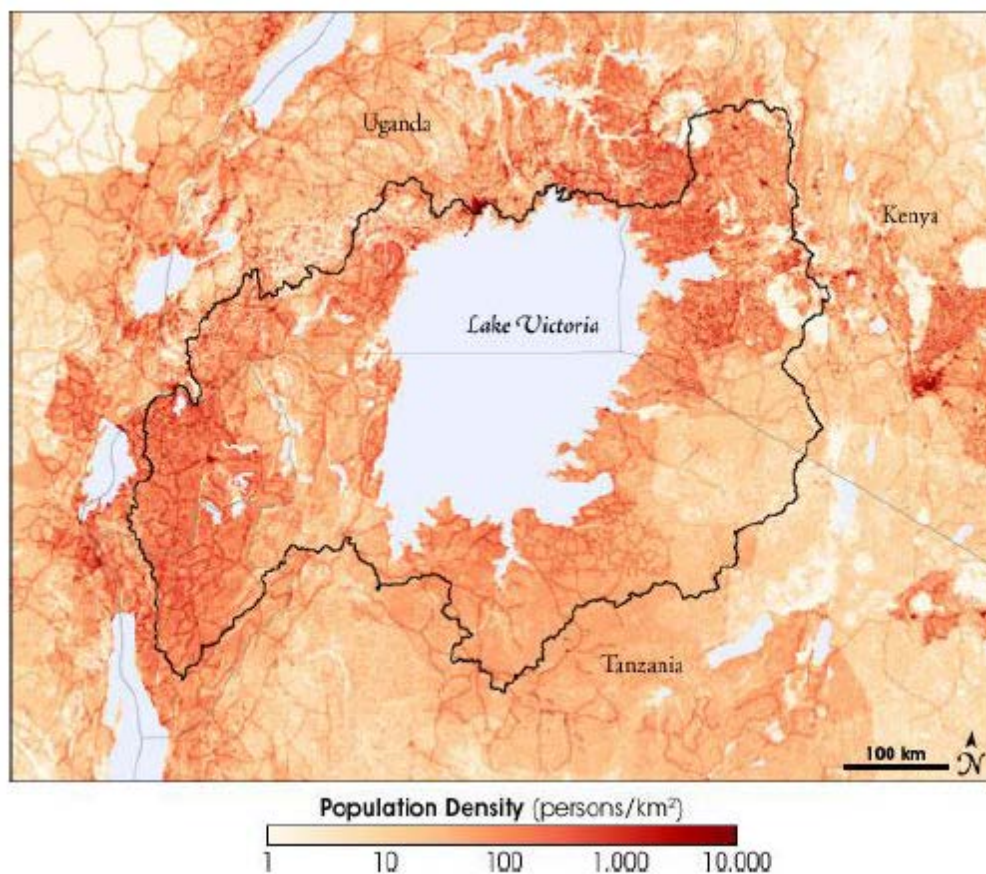 Uganda
Kenya
Lake Victoria
Tanzania
100 km
N
Population Density (persons/km²)
1 10 100 1.000 10.000